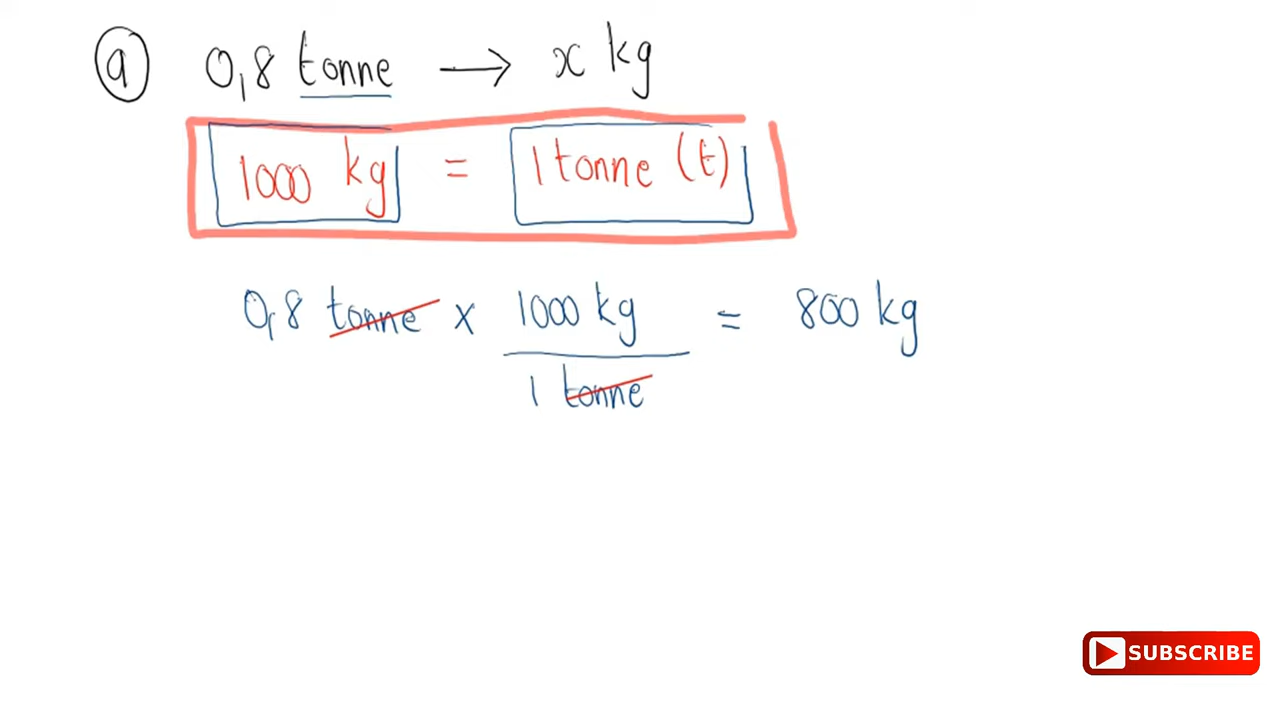 a 0,8 tonne → x kg
1000 kg = 1 tonne (t)
0,8 tonne x 1000 kg = 800 kg
1 tonne
SUBSCRIBE